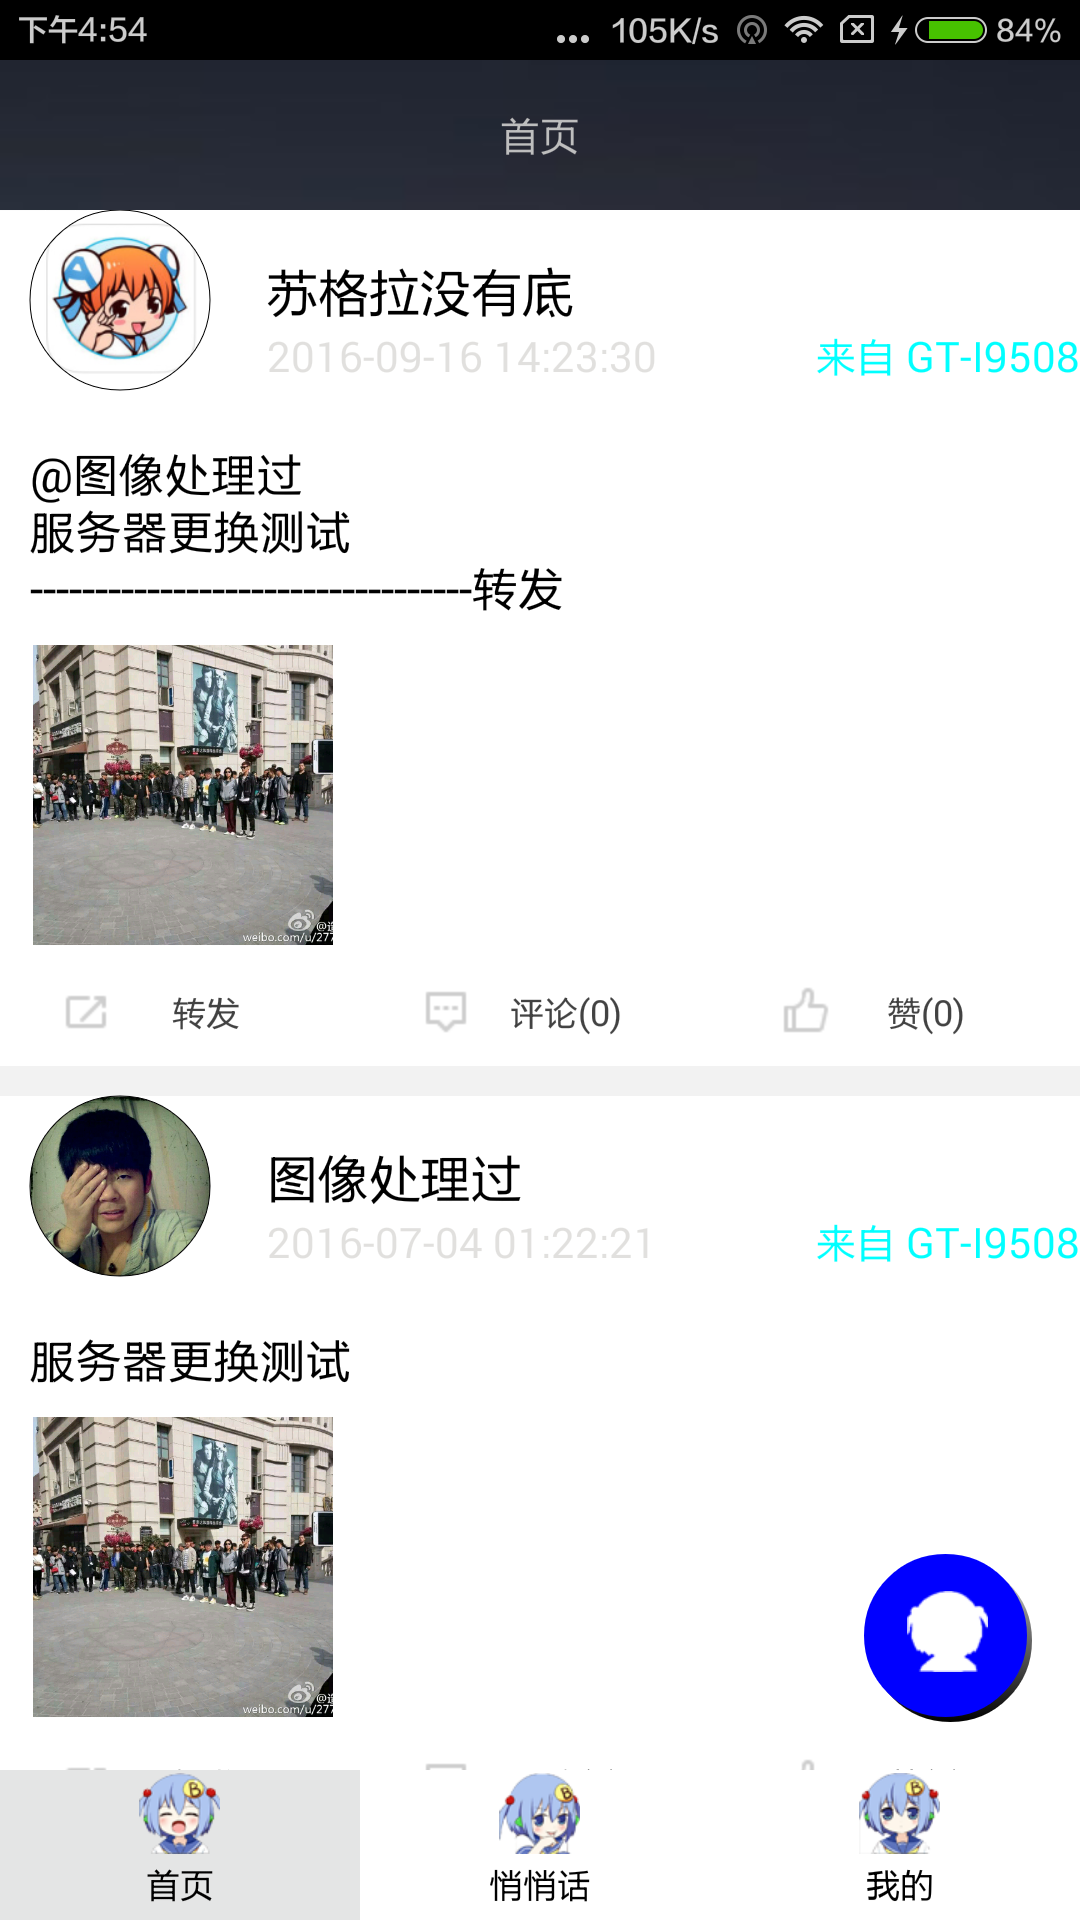 下午4:54
... 105K/s 84%
首页
苏格拉没有底
2016-09-16 14:23:30 来自 GT-I9508
@图像处理过
服务器更换测试
----------------------------------转发
weibo.com/u/277
转发 评论(0) 赞(0)
图像处理过
2016-07-04 01:22:21 来自 GT-I9508
服务器更换测试
weibo.com/u/277
首页 悄悄话 我的